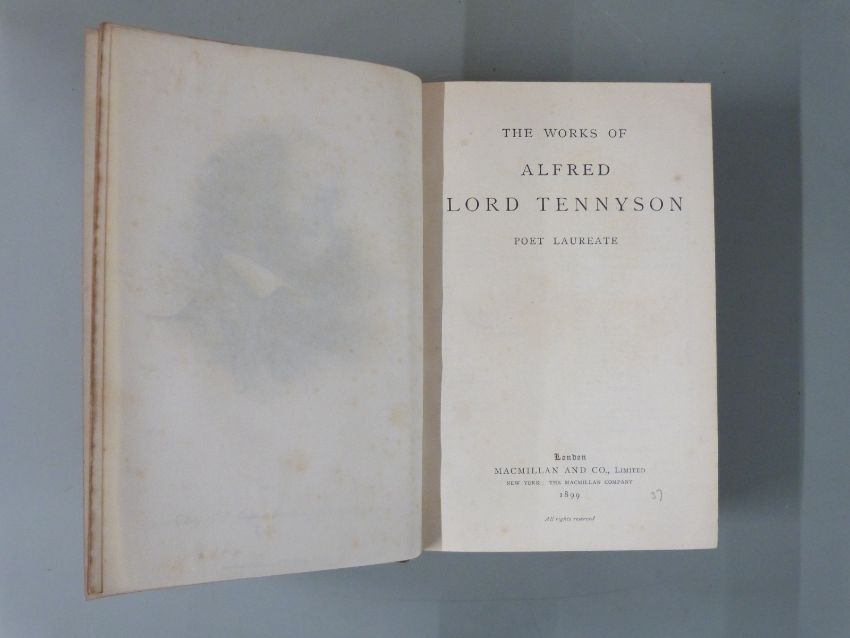 THE WORKS OF
ALFRED
LORD TENNYSON
POET LAUREATE
London
MACMILLAN AND CO., LIMITED
NEW YORK: THE MACMILLAN COMPANY
1899
All rights reserved